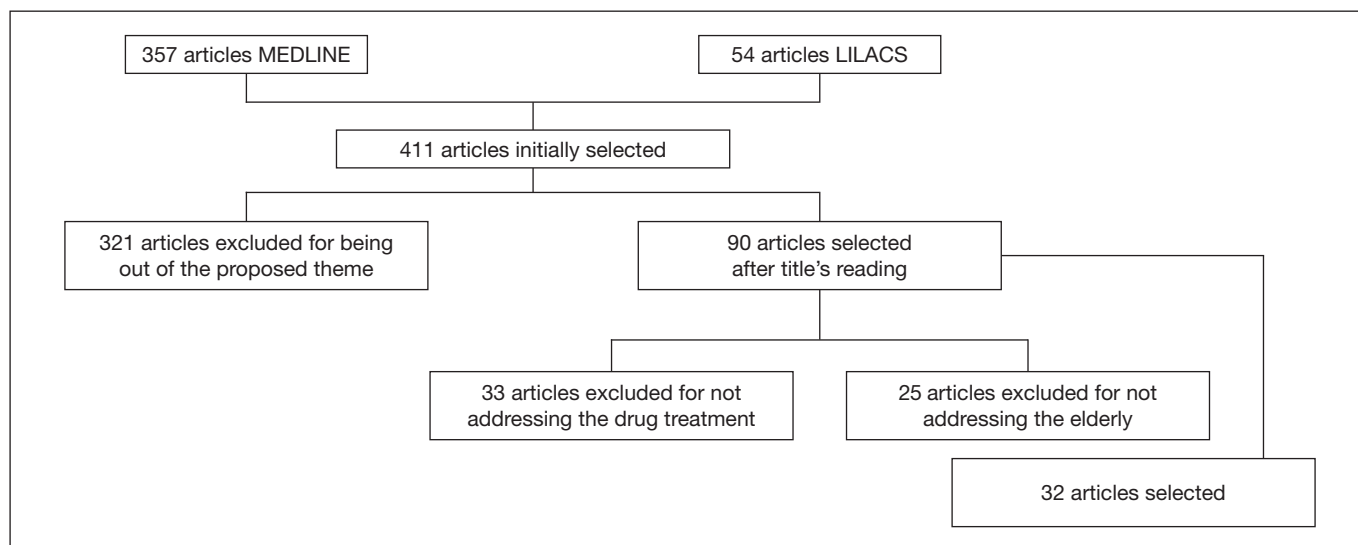 357 articles MEDLINE
54 articles LILACS
411 articles initially selected
321 articles excluded for being
out of the proposed theme
90 articles selected
after title's reading
33 articles excluded for not
addressing the drug treatment
25 articles excluded for not
addressing the elderly
32 articles selected